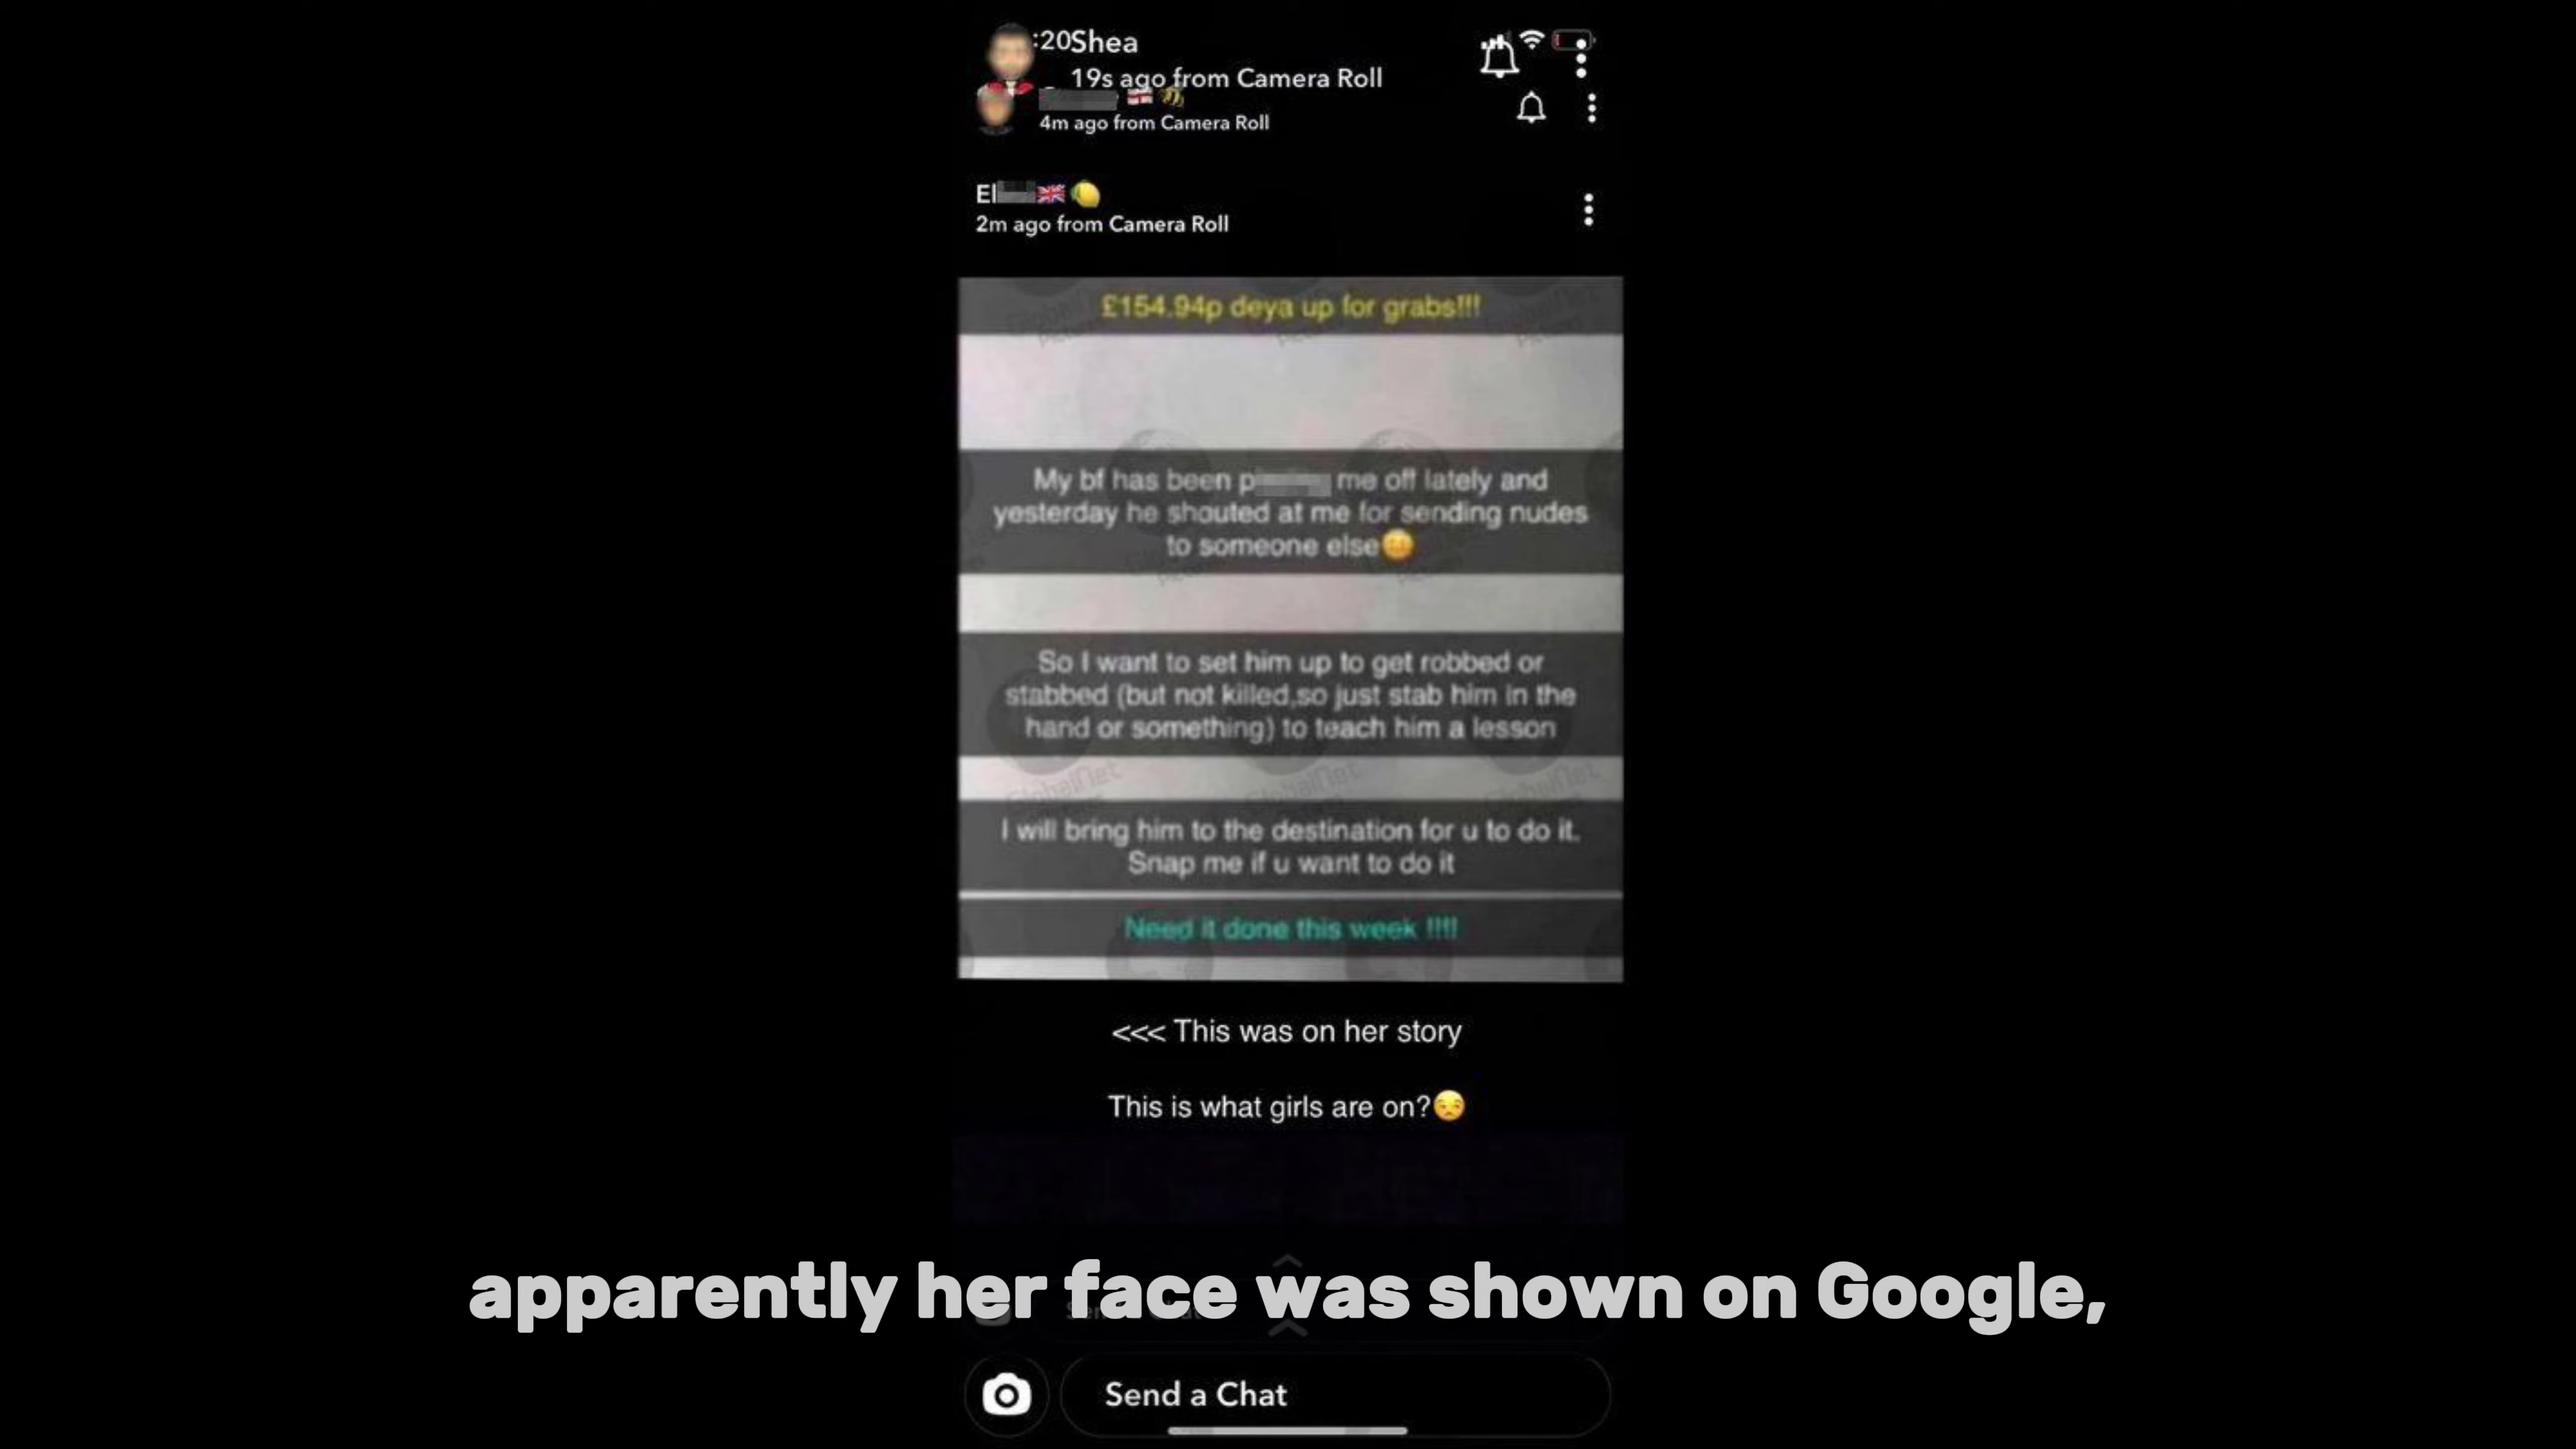 :20Shea
19s ago from Camera Roll
4m ago from Camera Roll
El
2m ago from Camera Roll
£154.94p deya up for grabs!!!
My bf has been p me off lately and
yesterday he shouted at me for sending nudes
to someone else
So I want to set him up to get robbed or
stabbed (but not killed,so just stab him in the
hand or something) to teach him a lesson
GlobalNet
I will bring him to the destination for u to do it.
Snap me if u want to do it
Need it done this week !!!!
<<< This was on her story
This is what girls are on?
apparently her face was shown on Google,
Send a Chat